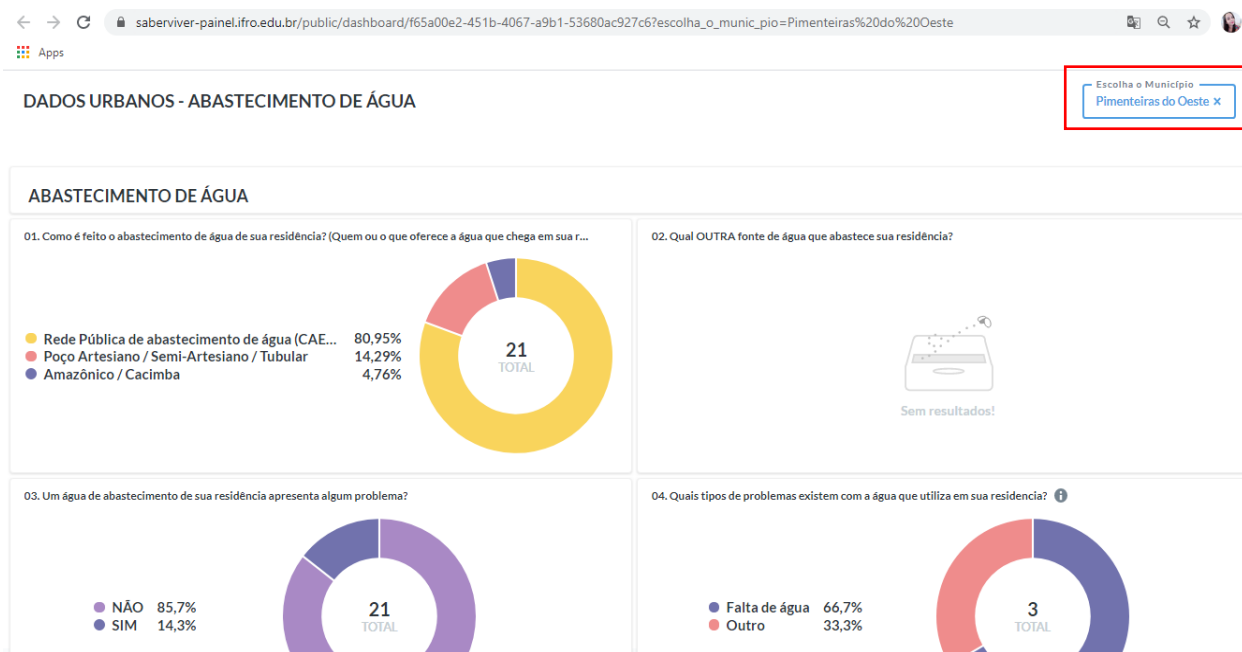 saberviver-painel.ifro.edu.br/public/dashboard/f65a00e2-451b-4067-a9b1-53680ac927c6?escolha_o_munic_pio=Pimenteiras%20do%20Oeste
Apps
DADOS URBANOS - ABASTECIMENTO DE ÁGUA
Escolha o Município
Pimenteiras do Oeste ×
ABASTECIMENTO DE ÁGUA
01. Como é feito o abastecimento de água de sua residência? (Quem ou o que oferece a água que chega em sua r...
Rede Pública de abastecimento de água (CAE... 80,95%
Poço Artesiano / Semi-Artesiano / Tubular 14,29%
Amazônico / Cacimba 4,76%
21
TOTAL
02. Qual OUTRA fonte de água que abastece sua residência?
Sem resultados!
03. Um água de abastecimento de sua residência apresenta algum problema?
NÃO 85,7%
SIM 14,3%
21
TOTAL
04. Quais tipos de problemas existem com a água que utiliza em sua residencia?
Falta de água 66,7%
Outro 33,3%
3
TOTAL